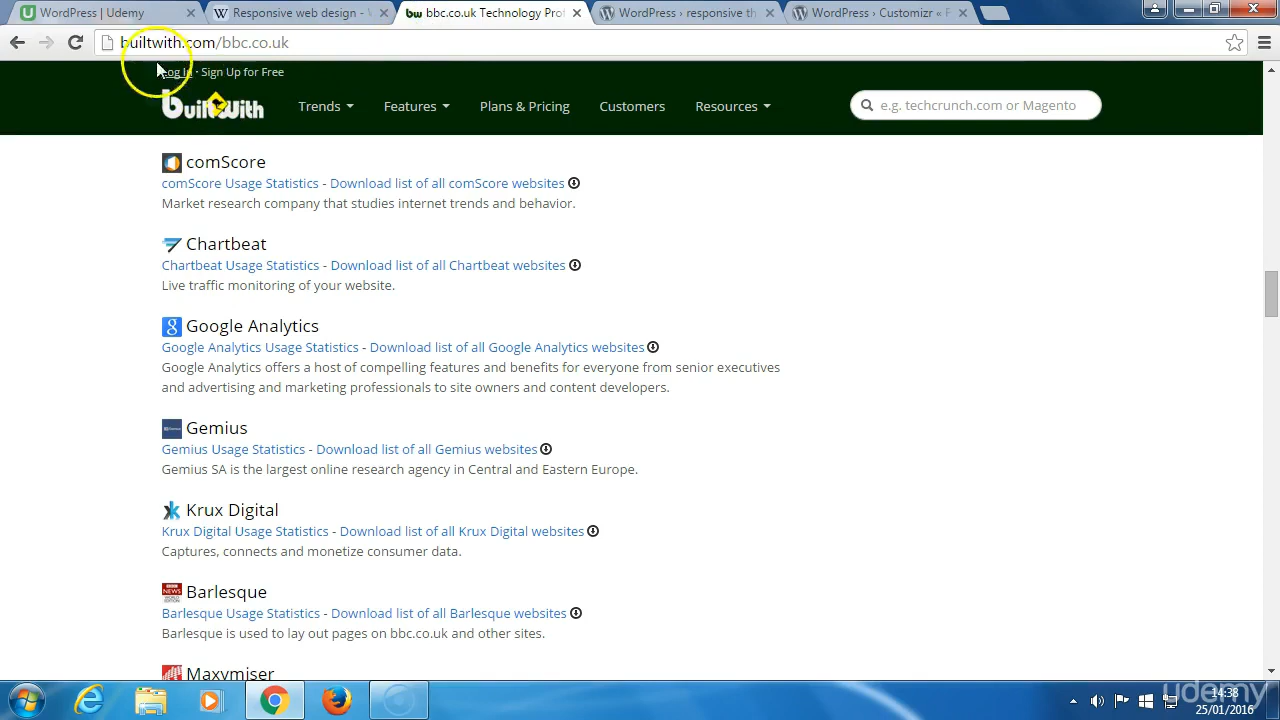 WordPress | Udemy
Responsive web design -
bbc.co.uk Technology Pro
WordPress › responsive th
WordPress › Customizr «
builtwith.com/bbc.co.uk
Log In · Sign Up for Free
builtwith
Trends
Features
Plans & Pricing
Customers
Resources
e.g. techcrunch.com or Magento
comScore
comScore Usage Statistics - Download list of all comScore websites
Market research company that studies internet trends and behavior.
Chartbeat
Chartbeat Usage Statistics - Download list of all Chartbeat websites
Live traffic monitoring of your website.
Google Analytics
Google Analytics Usage Statistics - Download list of all Google Analytics websites
Google Analytics offers a host of compelling features and benefits for everyone from senior executives
and advertising and marketing professionals to site owners and content developers.
Gemius
Gemius Usage Statistics - Download list of all Gemius websites
Gemius SA is the largest online research agency in Central and Eastern Europe.
Krux Digital
Krux Digital Usage Statistics - Download list of all Krux Digital websites
Captures, connects and monetize consumer data.
Barlesque
Barlesque Usage Statistics - Download list of all Barlesque websites
Barlesque is used to lay out pages on bbc.co.uk and other sites.
Maxymiser
udemy
14:38
25/01/2016